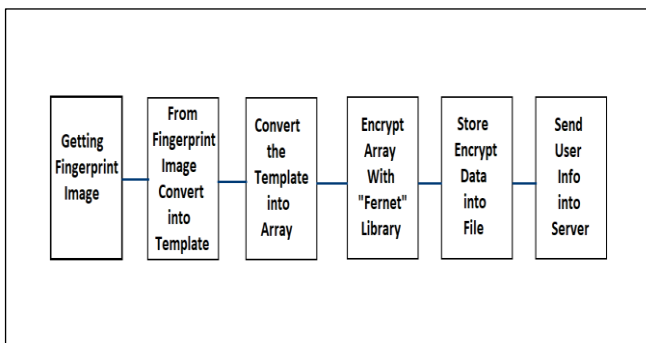 Getting
Fingerprint
Image
From
Fingerprint
Image
Convert
into
Template
Convert
the
Template
into
Array
Encrypt
Array
With
"Fernet"
Library
Store
Encrypt
Data
into
File
Send
User
Info
into
Server